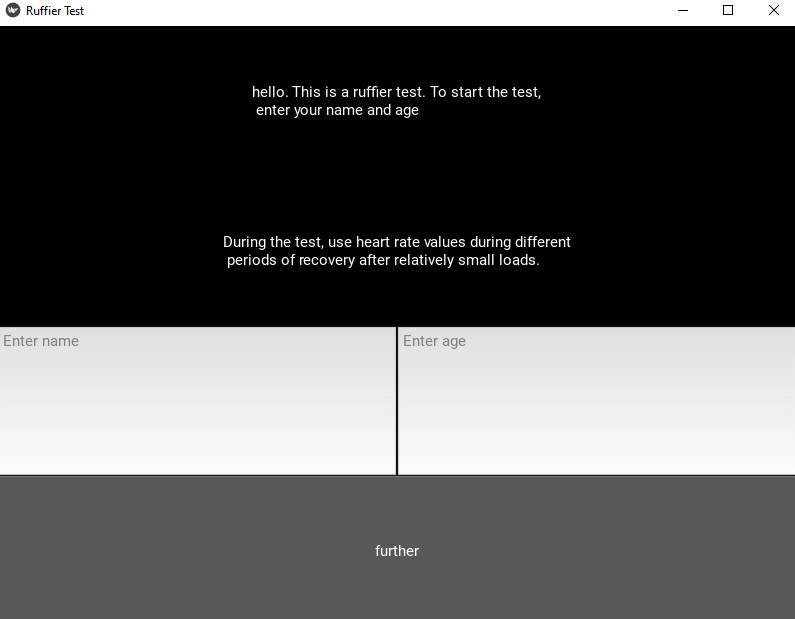 Ruffier Test
hello. This is a ruffier test. To start the test,
enter your name and age
During the test, use heart rate values during different
periods of recovery after relatively small loads.
Enter name
Enter age
further